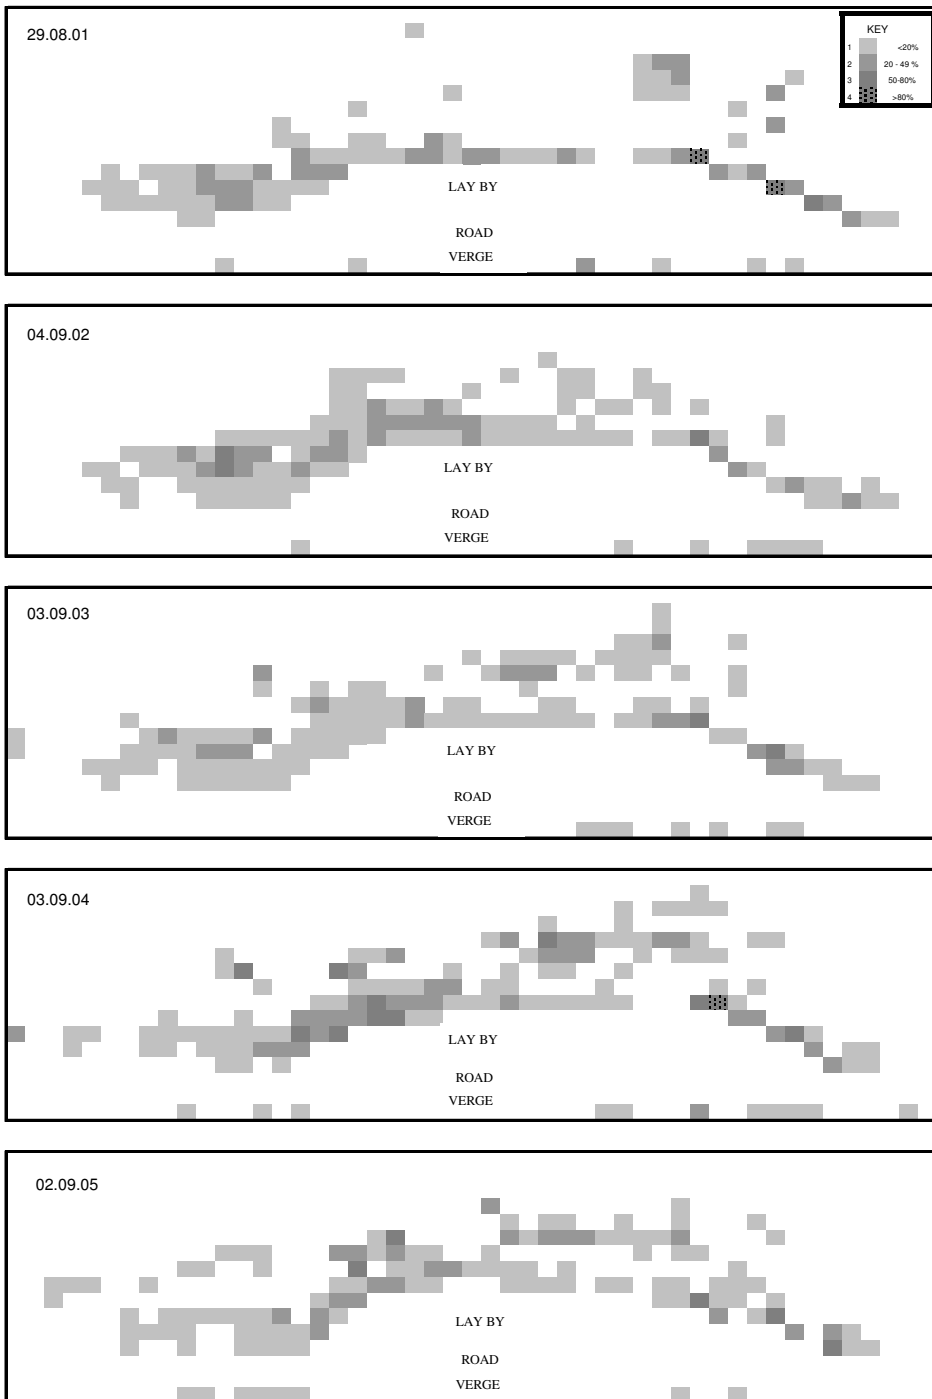 29.08.01
KEY
1 <20%
2 20 - 49 %
3 50-80%
4 >80%
LAY BY
ROAD
VERGE
04.09.02
LAY BY
ROAD
VERGE
03.09.03
LAY BY
ROAD
VERGE
03.09.04
LAY BY
ROAD
VERGE
02.09.05
LAY BY
ROAD
VERGE